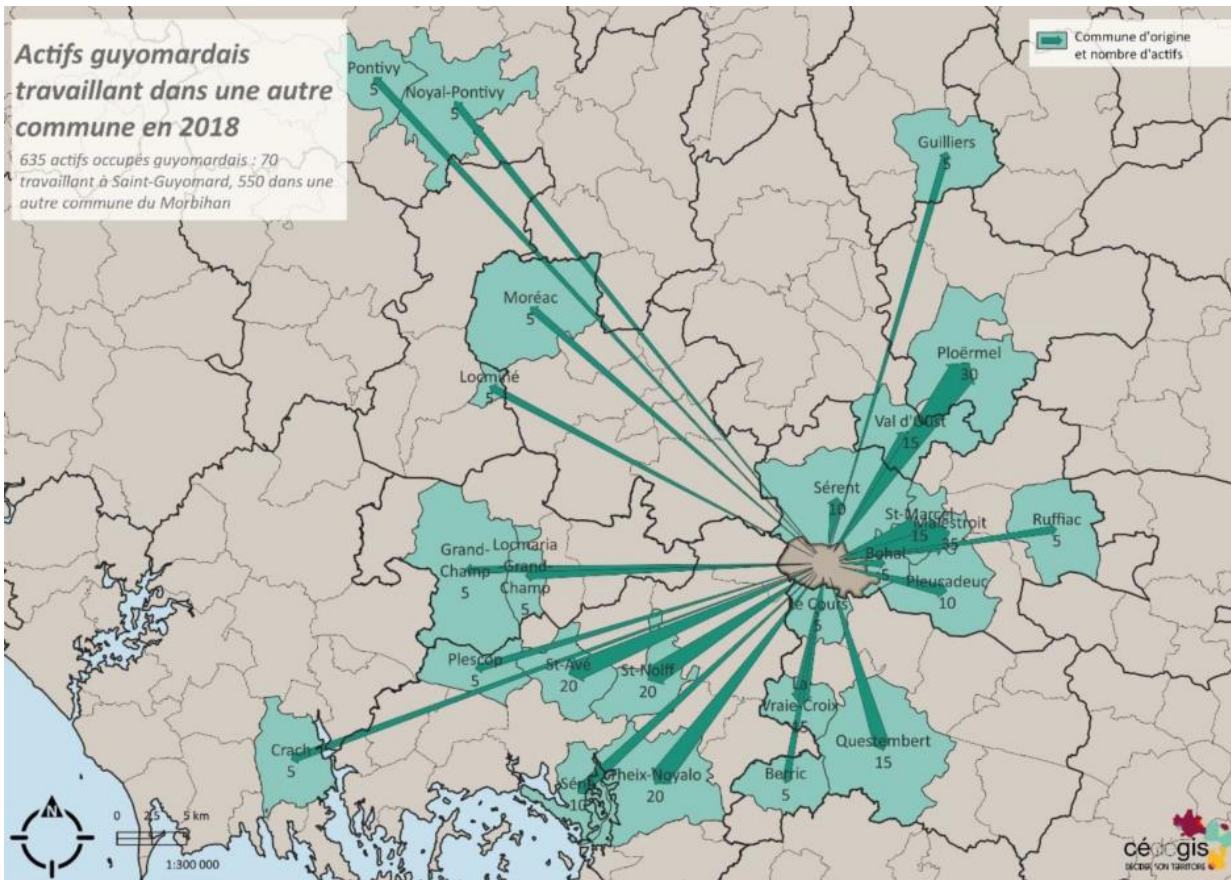 Actifs guyomardais
travaillant dans une autre
commune en 2018
635 actifs occupés guyomardais : 70
travaillant à Saint-Guyomard, 550 dans une
autre commune du Morbihan
Commune d'origine
et nombre d'actifs
Pontivy
5
Noyal-Pontivy
5
Guilliers
5
Moréac
5
Locminé
5
Ploërmel
30
Val d'Oust
15
Sérent
10
St-Marcel
15
Malestroit
35
Ruffiac
5
Bohal
5
Pleucadeuc
10
Grand-
Champ
5
Locmaria
Grand-
Champ
5
le Cours
5
Plescop
5
St-Avé
20
St-Nolff
20
La
Vraie-Croix
15
Questembert
15
Crach
5
Séné
10
Theix-Noyalo
20
Berric
5
N
0 2,5 5 km
1:300 000
cédogis
DÉCIDER SON TERRITOIRE